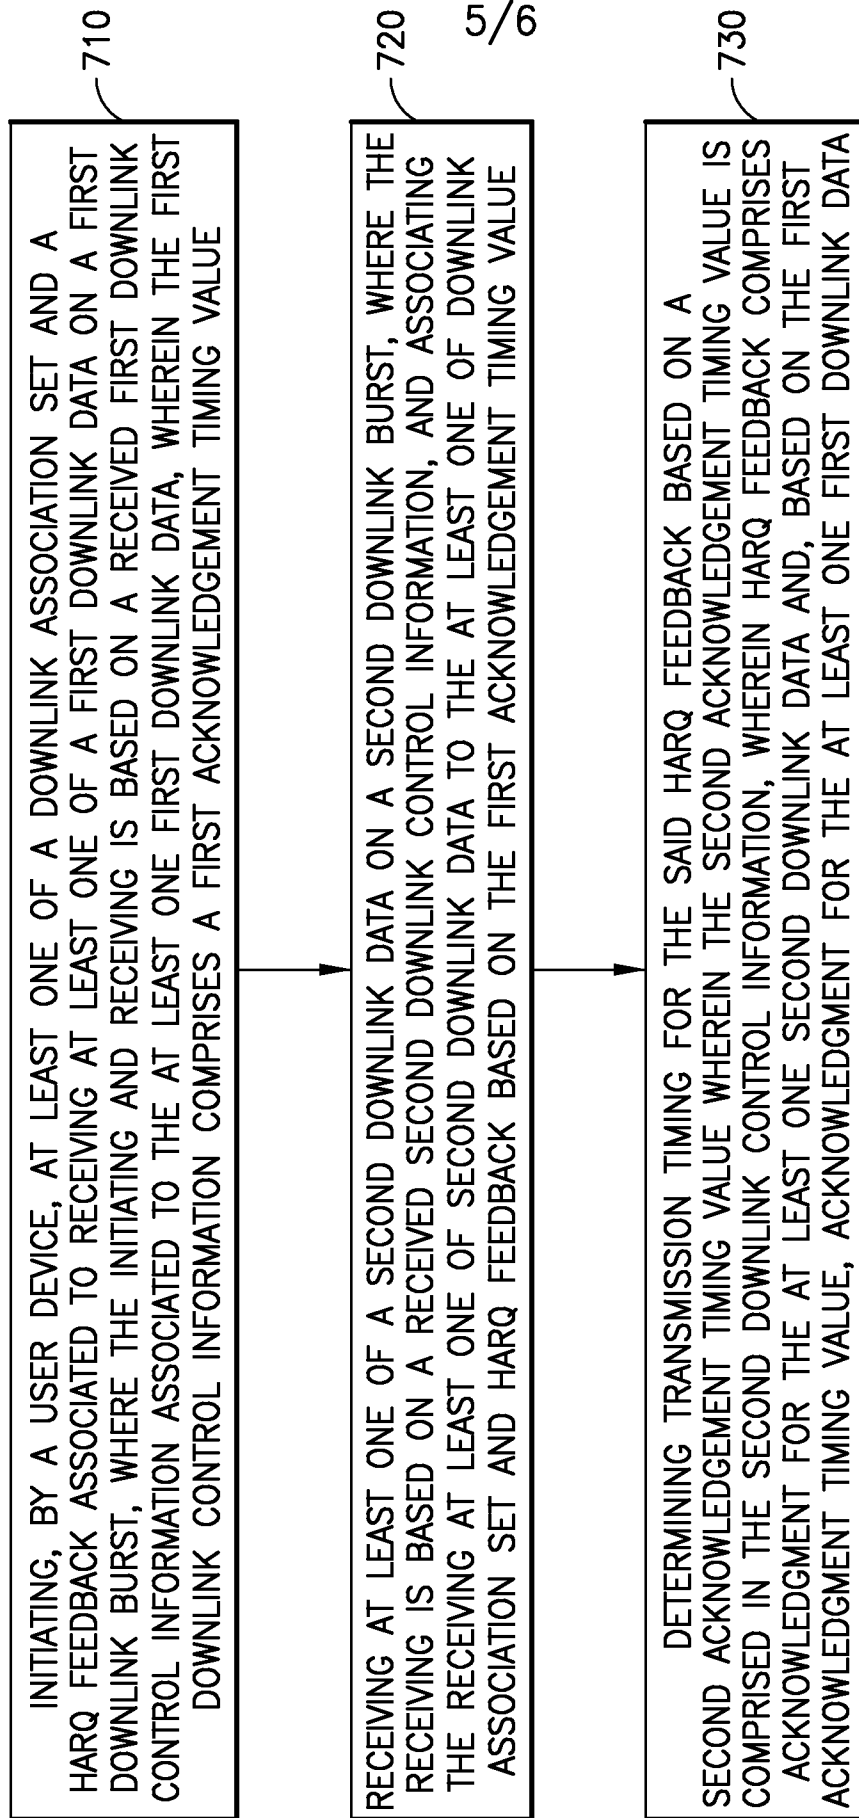 5/6
INITIATING, BY A USER DEVICE, AT LEAST ONE OF A DOWNLINK ASSOCIATION SET AND A
HARQ FEEDBACK ASSOCIATED TO RECEIVING AT LEAST ONE OF A FIRST DOWNLINK DATA ON A FIRST
DOWNLINK BURST, WHERE THE INITIATING AND RECEIVING IS BASED ON A RECEIVED FIRST DOWNLINK
CONTROL INFORMATION ASSOCIATED TO THE AT LEAST ONE FIRST DOWNLINK DATA, WHEREIN THE FIRST
DOWNLINK CONTROL INFORMATION COMPRISES A FIRST ACKNOWLEDGEMENT TIMING VALUE
710
RECEIVING AT LEAST ONE OF A SECOND DOWNLINK DATA ON A SECOND DOWNLINK BURST, WHERE THE
RECEIVING IS BASED ON A RECEIVED SECOND DOWNLINK CONTROL INFORMATION, AND ASSOCIATING
THE RECEIVING AT LEAST ONE OF SECOND DOWNLINK DATA TO THE AT LEAST ONE OF DOWNLINK
ASSOCIATION SET AND HARQ FEEDBACK BASED ON THE FIRST ACKNOWLEDGEMENT TIMING VALUE
720
DETERMINING TRANSMISSION TIMING FOR THE SAID HARQ FEEDBACK BASED ON A
SECOND ACKNOWLEDGEMENT TIMING VALUE WHEREIN THE SECOND ACKNOWLEDGEMENT TIMING VALUE IS
COMPRISED IN THE SECOND DOWNLINK CONTROL INFORMATION, WHEREIN HARQ FEEDBACK COMPRISES
ACKNOWLEDGMENT FOR THE AT LEAST ONE SECOND DOWNLINK DATA AND, BASED ON THE FIRST
ACKNOWLEDGMENT TIMING VALUE, ACKNOWLEDGMENT FOR THE AT LEAST ONE FIRST DOWNLINK DATA
730